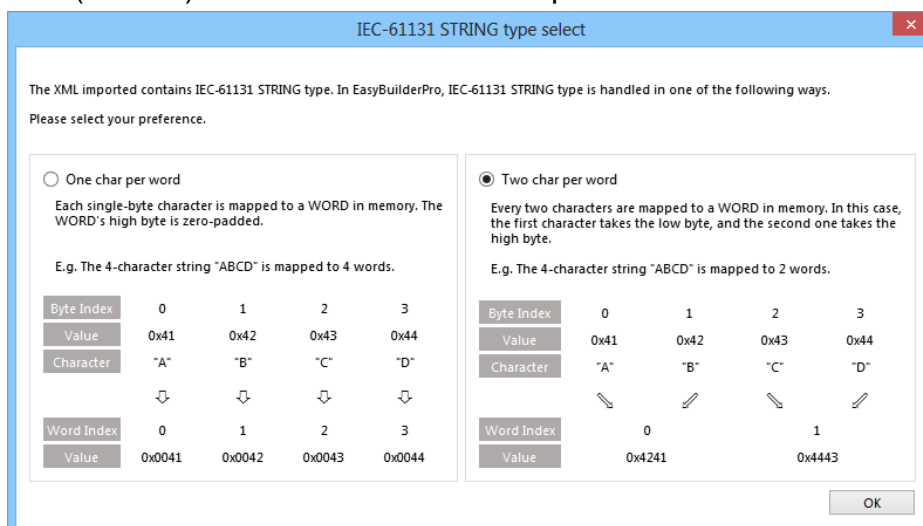 IEC-61131 STRING type select
The XML imported contains IEC-61131 STRING type. In EasyBuilderPro, IEC-61131 STRING type is handled in one of the following ways.
Please select your preference.
One char per word
Each single-byte character is mapped to a WORD in memory. The
WORD's high byte is zero-padded.
E.g. The 4-character string "ABCD" is mapped to 4 words.
Byte Index 0 1 2 3
Value 0x41 0x42 0x43 0x44
Character "A" "B" "C" "D"
Word Index 0 1 2 3
Value 0x0041 0x0042 0x0043 0x0044
Two char per word
Every two characters are mapped to a WORD in memory. In this case,
the first character takes the low byte, and the second one takes the
high byte.
E.g. The 4-character string "ABCD" is mapped to 2 words.
Byte Index 0 1 2 3
Value 0x41 0x42 0x43 0x44
Character "A" "B" "C" "D"
Word Index 0 1
Value 0x4241 0x4443
OK